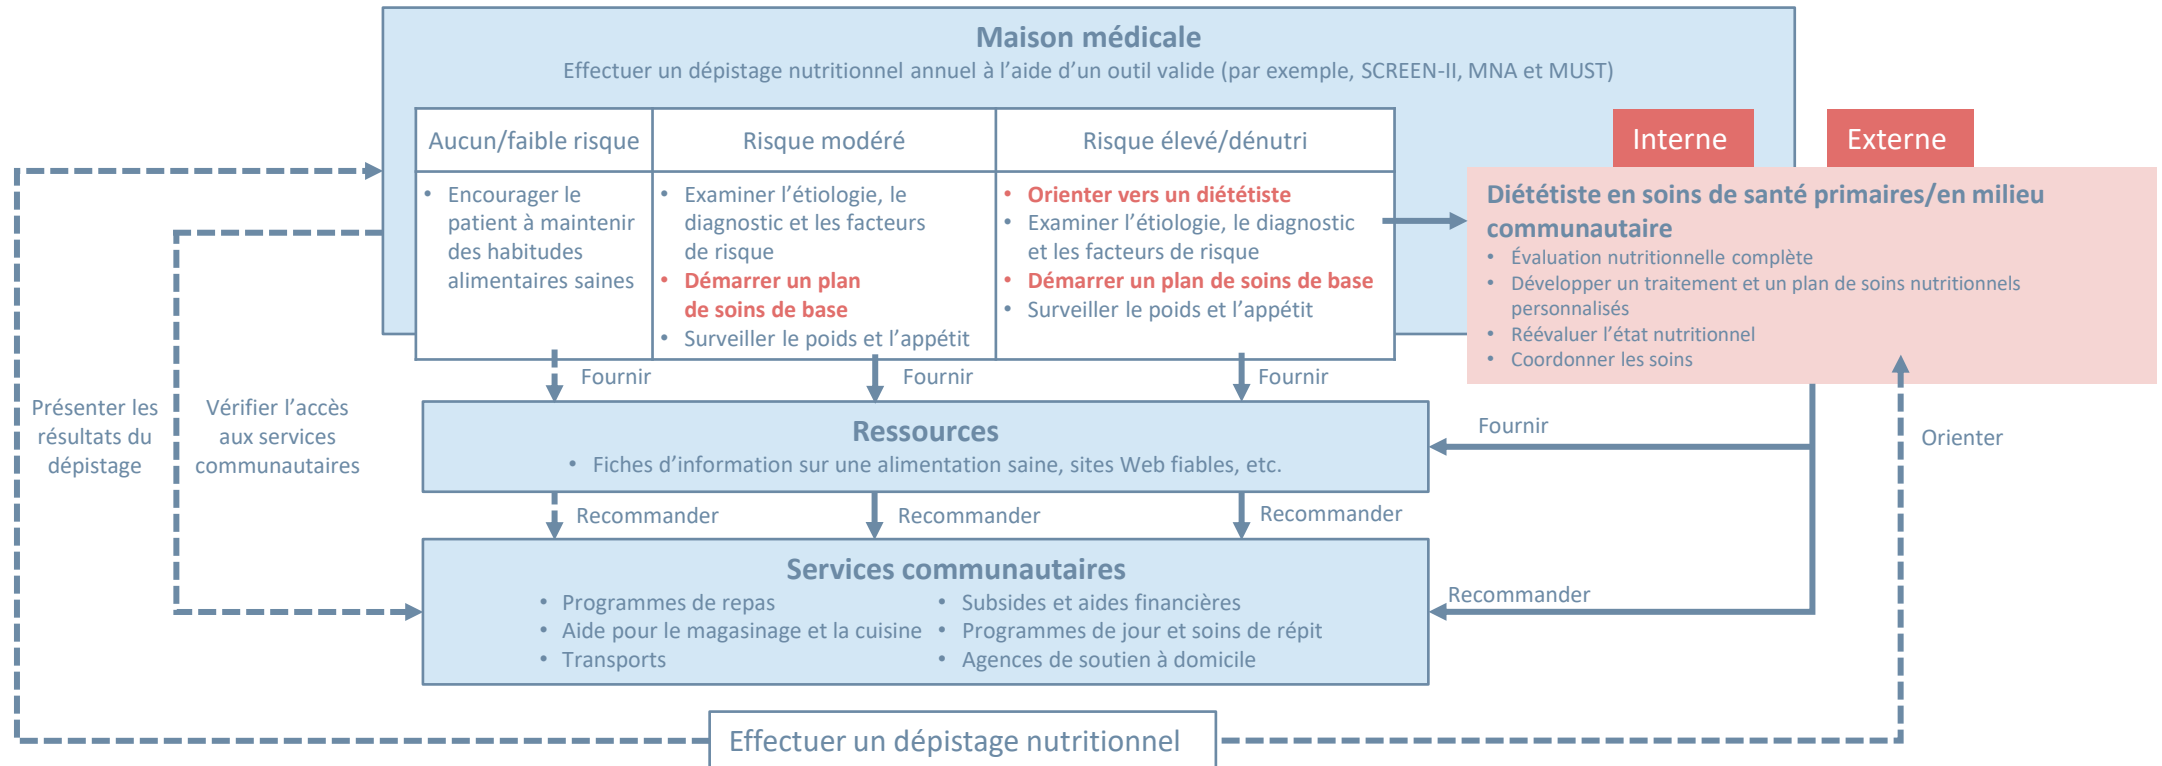 Maison médicale
Effectuer un dépistage nutritionnel annuel à l’aide d’un outil valide (par exemple, SCREEN-II, MNA et MUST)
Aucun/faible risque
• Encourager le
patient à maintenir
des habitudes
alimentaires saines
Risque modéré
• Examiner l’étiologie, le
diagnostic et les facteurs
de risque
• Démarrer un plan
de soins de base
• Surveiller le poids et l’appétit
Risque élevé/dénutri
• Orienter vers un diététiste
• Examiner l’étiologie, le diagnostic
et les facteurs de risque
• Démarrer un plan de soins de base
• Surveiller le poids et l’appétit
Interne
Externe
Diététiste en soins de santé primaires/en milieu
communautaire
• Évaluation nutritionnelle complète
• Développer un traitement et un plan de soins nutritionnels
personnalisés
• Réévaluer l’état nutritionnel
• Coordonner les soins
Fournir
Fournir
Fournir
Présenter les
résultats du
dépistage
Vérifier l’accès
aux services
communautaires
Ressources
• Fiches d’information sur une alimentation saine, sites Web fiables, etc.
Fournir
Orienter
Recommander
Recommander
Recommander
Services communautaires
• Programmes de repas
• Aide pour le magasinage et la cuisine
• Transports
• Subsides et aides financières
• Programmes de jour et soins de répit
• Agences de soutien à domicile
Recommander
Effectuer un dépistage nutritionnel